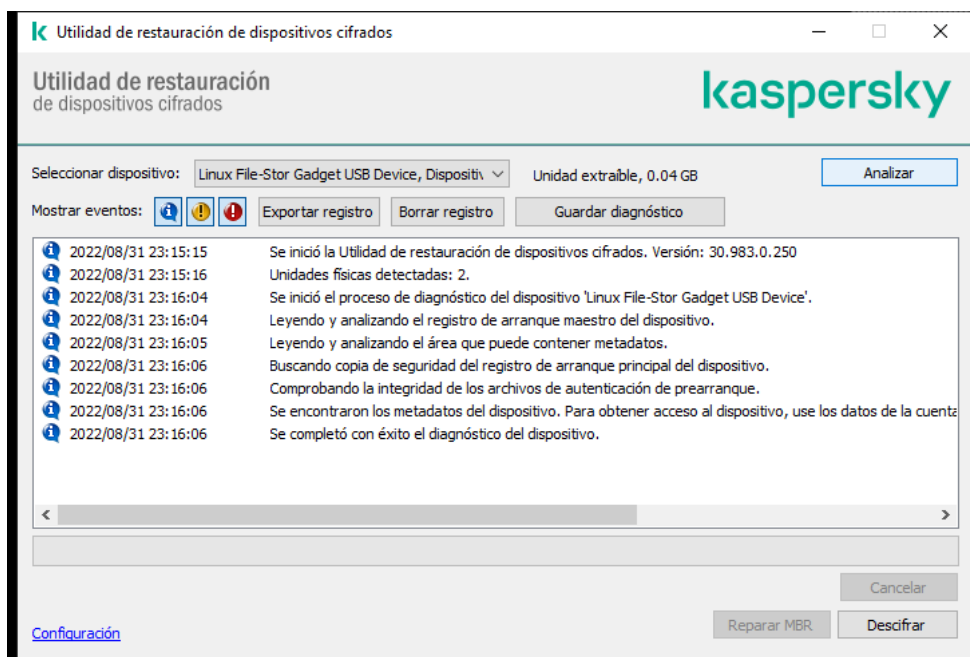 Utilidad de restauración de dispositivos cifrados
Utilidad de restauración
de dispositivos cifrados
kaspersky
Seleccionar dispositivo: Linux File-Stor Gadget USB Device, Dispositiv Unidad extraíble, 0.04 GB Analizar
Mostrar eventos: Exportar registro Borrar registro Guardar diagnóstico
2022/08/31 23:15:15 Se inició la Utilidad de restauración de dispositivos cifrados. Versión: 30.983.0.250
2022/08/31 23:15:16 Unidades físicas detectadas: 2.
2022/08/31 23:16:04 Se inició el proceso de diagnóstico del dispositivo 'Linux File-Stor Gadget USB Device'.
2022/08/31 23:16:04 Leyendo y analizando el registro de arranque maestro del dispositivo.
2022/08/31 23:16:05 Leyendo y analizando el área que puede contener metadatos.
2022/08/31 23:16:06 Buscando copia de seguridad del registro de arranque principal del dispositivo.
2022/08/31 23:16:06 Comprobando la integridad de los archivos de autenticación de prearranque.
2022/08/31 23:16:06 Se encontraron los metadatos del dispositivo. Para obtener acceso al dispositivo, use los datos de la cuenta
2022/08/31 23:16:06 Se completó con éxito el diagnóstico del dispositivo.
Cancelar
Configuración Reparar MBR Descifrar